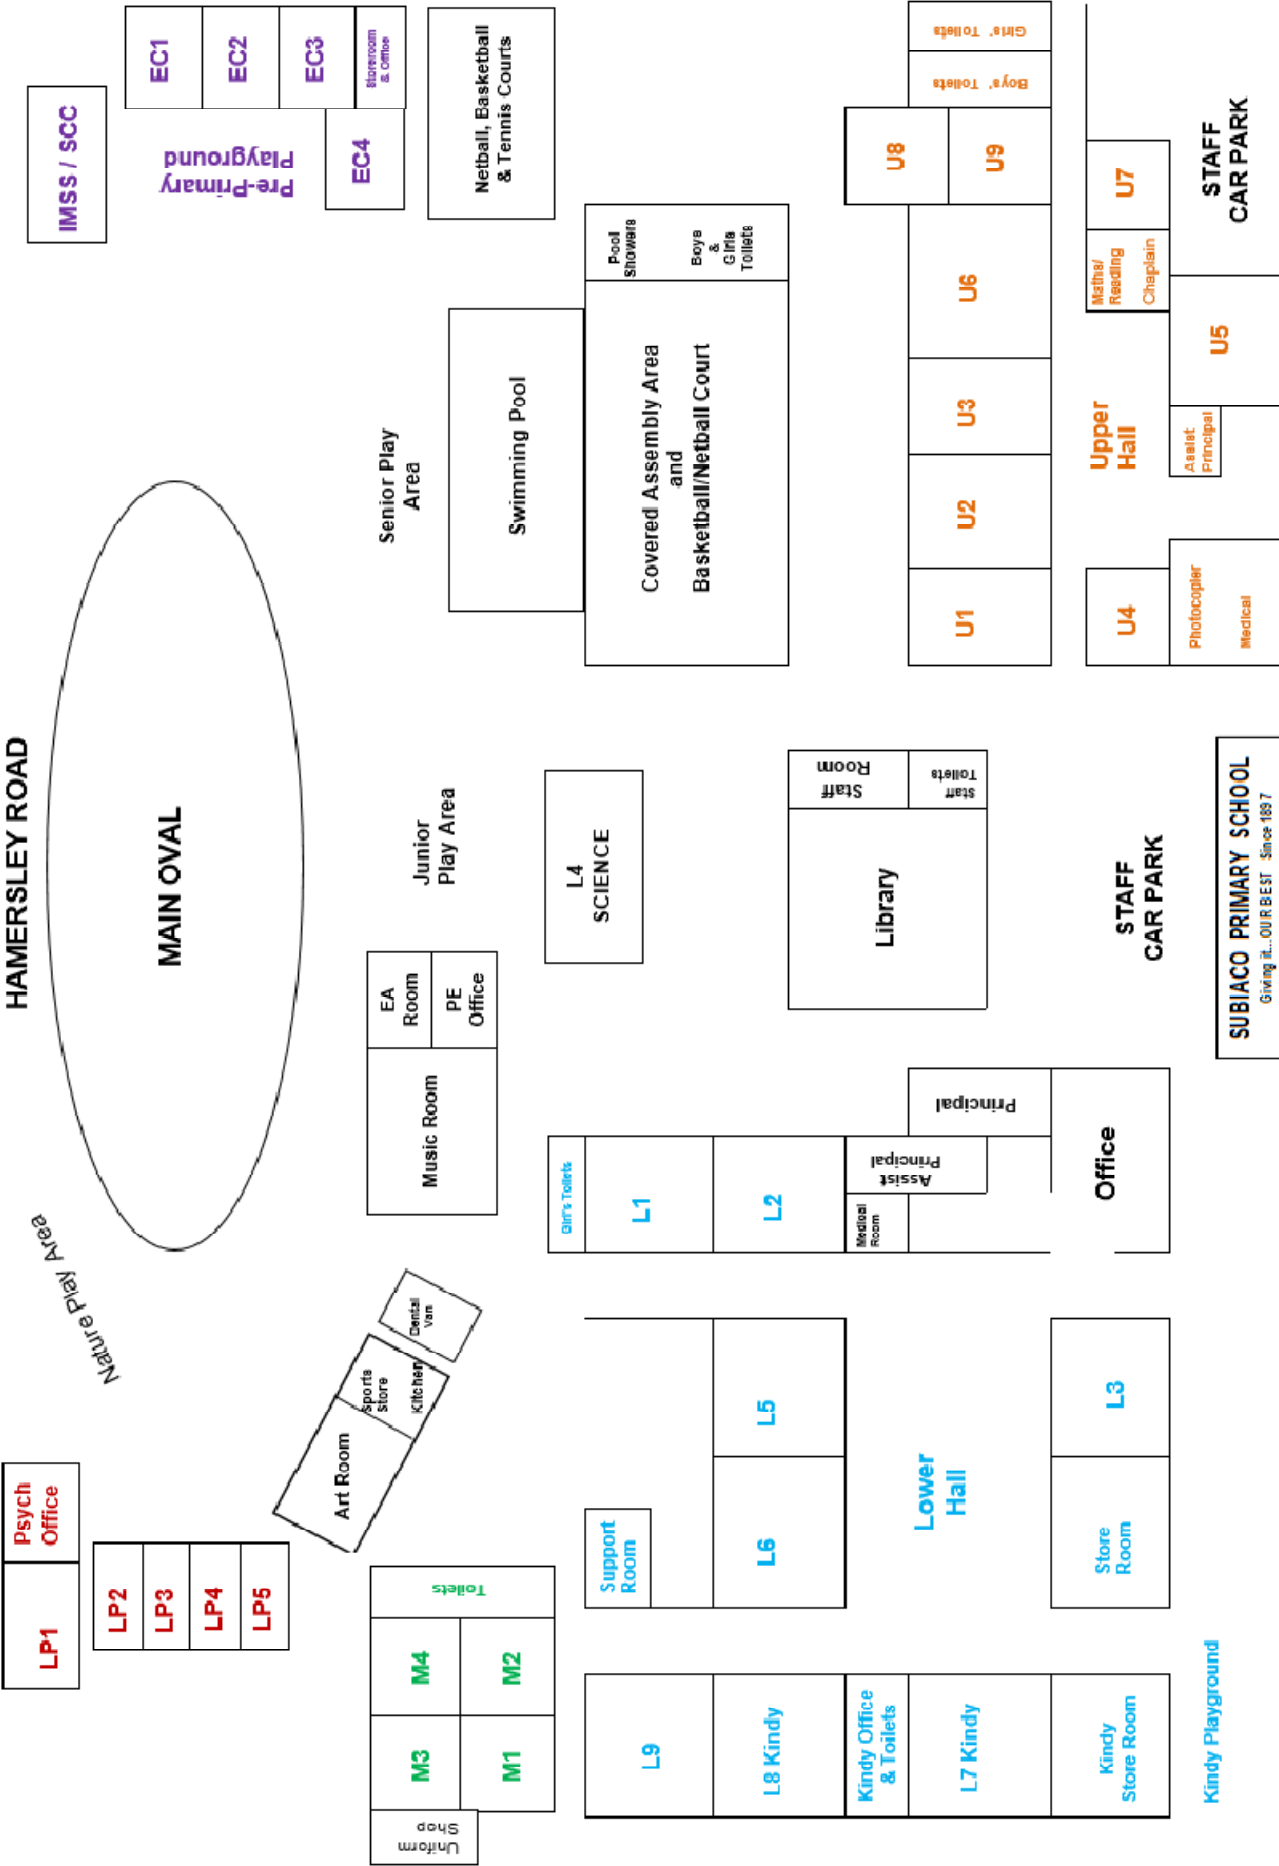 HAMERSLEY ROAD
LP1
Psych
Office
Nature Play Area
MAIN OVAL
IMSS / SCC
LP2
LP3
LP4
LP5
EC1
EC2
EC3
Storeroom
& Office
Pre-Primary
Playground
EC4
Art Room
Sports
Store
Kitchen
Dental
Van
Music Room
EA
Room
PE
Office
Junior
Play Area
Senior Play
Area
Netball, Basketball
& Tennis Courts
Uniform
Shop
M3
M4
M1
M2
Toilets
Swimming Pool
L4
SCIENCE
Girl's Toilets
L1
L2
Medical
Room
Assist
Principal
Principal
Office
Support
Room
L5
L6
Lower
Hall
L3
Store
Room
L9
L8 Kindy
Kindy Office
& Toilets
L7 Kindy
Kindy
Store Room
Kindy Playground
Covered Assembly Area
and
Basketball/Netball Court
Pool
Showers
Boys
&
Girls
Toilets
Library
Staff
Room
Staff
Toilets
STAFF
CAR PARK
U8
U9
Boys' Toilets
Girls' Toilets
U1
U2
U3
U6
U4
Upper
Hall
Maths/
Reading
Chaplain
U7
Photocopier
Medical
Assist
Principal
U5
STAFF
CAR PARK
SUBIACO PRIMARY SCHOOL
Giving it...OUR BEST Since 1897